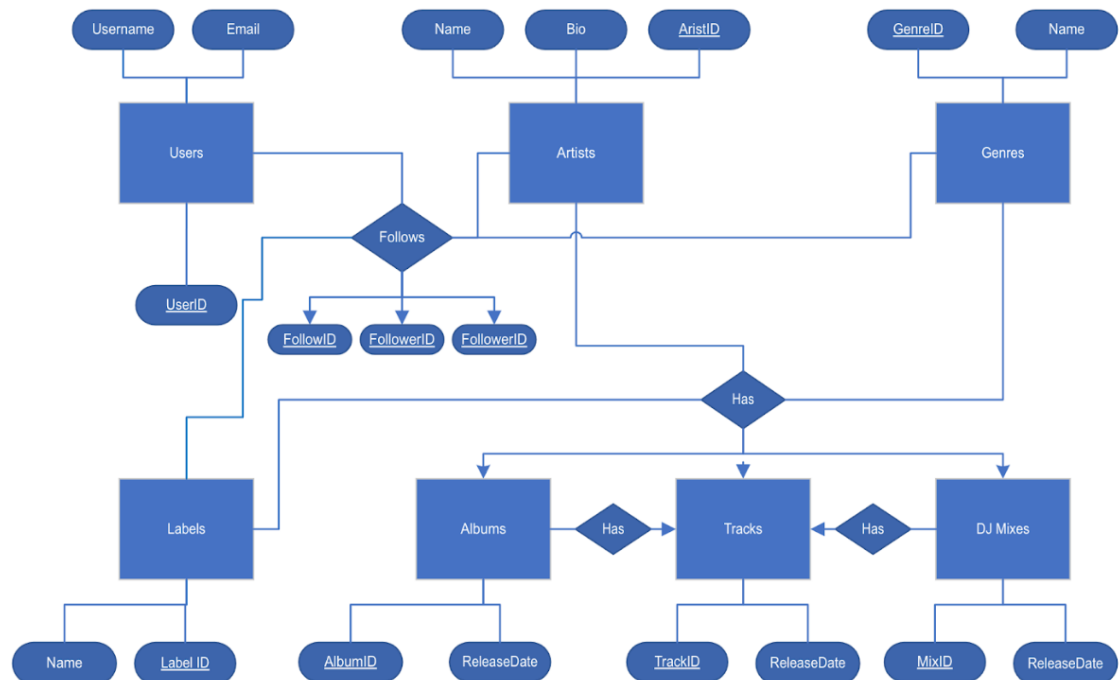 Username
Email
Name
Bio
AristID
GenreID
Name
Users
Artists
Genres
Follows
UserID
FollowID
FollowerID
FollowerID
Has
Labels
Albums
Has
Tracks
Has
DJ Mixes
Name
Label ID
AlbumID
ReleaseDate
TrackID
ReleaseDate
MixID
ReleaseDate